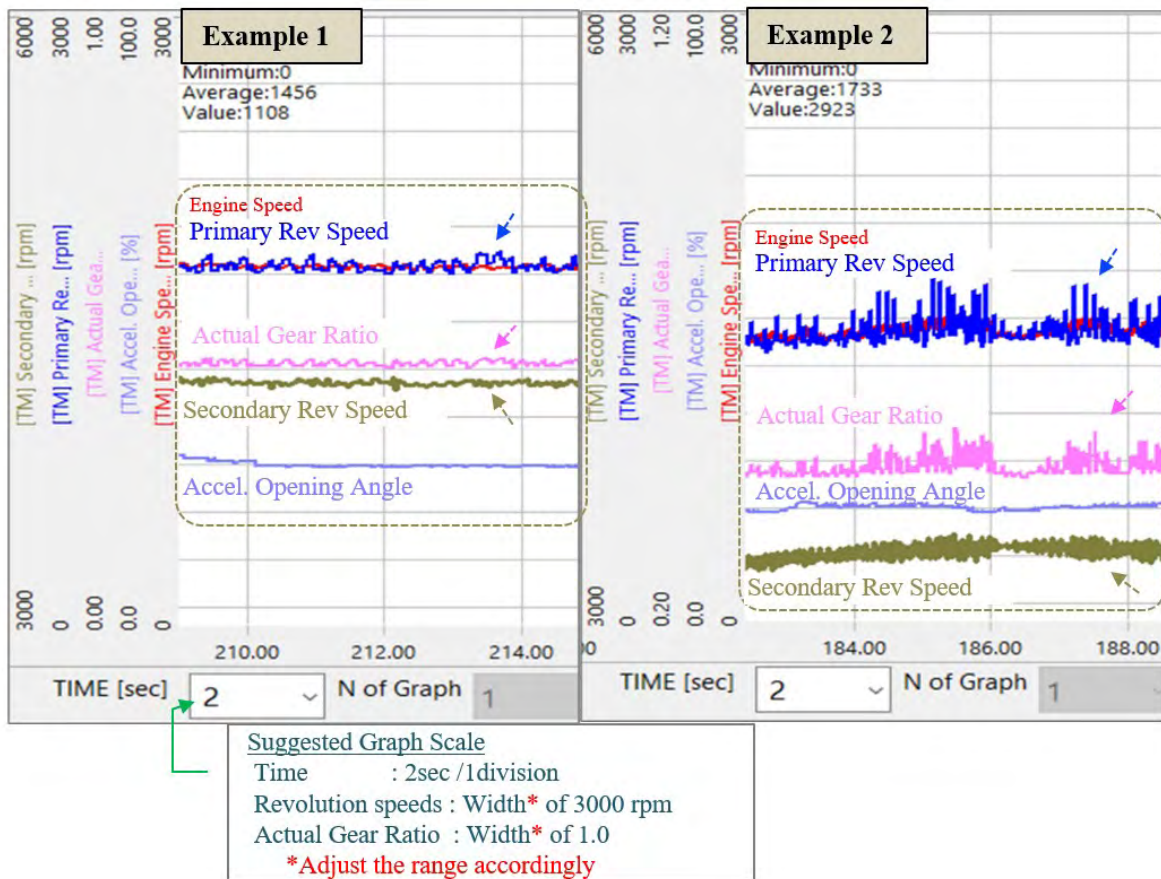 Example 1
6000
3000
1.00
100.0
3000
Minimum:0
Average:1456
Value:1108
Engine Speed
Primary Rev Speed
Actual Gear Ratio
Secondary Rev Speed
Accel. Opening Angle
[TM] Secondary ... [rpm]
[TM] Primary Re... [rpm]
[TM] Actual Gea...
[TM] Accel. Ope... [%]
[TM] Engine Spe... [rpm]
3000
0
0.00
0.0
0
210.00
212.00
214.00
TIME [sec]
2
N of Graph
1
Example 2
6000
3000
1.20
100.0
3000
Minimum:0
Average:1733
Value:2923
Engine Speed
Primary Rev Speed
Actual Gear Ratio
Accel. Opening Angle
Secondary Rev Speed
[TM] Secondary ... [rpm]
[TM] Primary Re... [rpm]
[TM] Actual Gea...
[TM] Accel. Ope... [%]
[TM] Engine Spe... [rpm]
3000
0
0.20
0.0
0
00
184.00
186.00
188.00
TIME [sec]
2
N of Graph
1
Suggested Graph Scale
Time : 2sec /1division
Revolution speeds : Width* of 3000 rpm
Actual Gear Ratio : Width* of 1.0
*Adjust the range accordingly